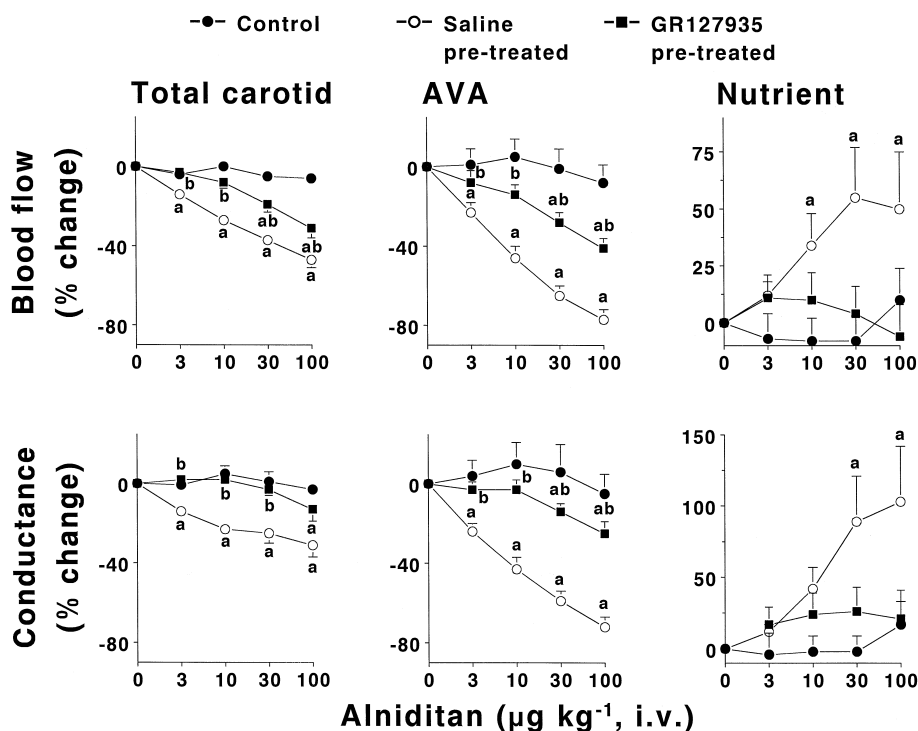 Control
Saline
pre-treated
GR127935
pre-treated
Total carotid
AVA
Nutrient
Blood flow
(% change)
0
-40
-80
b
b
ab
ab
a
a
a
a
0 3 10 30 100
0
-40
-80
b
b
ab
ab
a
a
a
a
0 3 10 30 100
75
50
25
0
a
a
a
0 3 10 30 100
Conductance
(% change)
0
-40
-80
b
b
b
a
a
a
a
a
0 3 10 30 100
0
-40
-80
b
b
ab
ab
a
a
a
a
0 3 10 30 100
150
100
50
0
a
a
0 3 10 30 100
Alniditan (µg kg-1, i.v.)